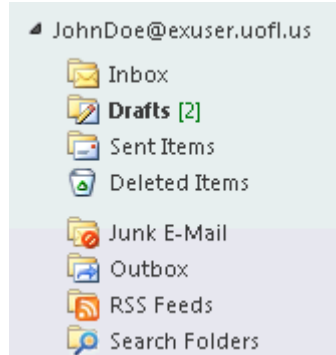 JohnDoe@exuser.uofl.us
Inbox
Drafts [2]
Sent Items
Deleted Items
Junk E-Mail
Outbox
RSS Feeds
Search Folders